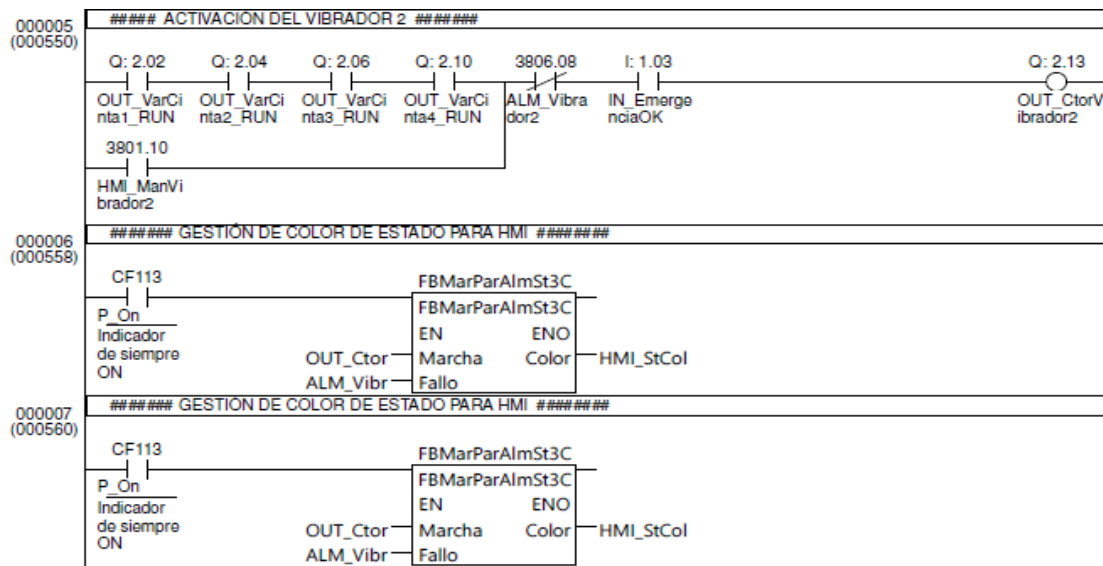 000005
(000550)
##### ACTIVACIÓN DEL VIBRADOR 2 #######
Q: 2.02 Q: 2.04 Q: 2.06 Q: 2.10 3806.08 I: 1.03 Q: 2.13
OUT_VarCi OUT_VarCi OUT_VarCi OUT_VarCi ALM_Vibra IN_Emerge OUT_CtorV
nta1_RUN nta2_RUN nta3_RUN nta4_RUN dor2 nciaOK ibrador2
3801.10
HMI_ManVi
brador2
000006
(000558)
####### GESTIÓN DE COLOR DE ESTADO PARA HMI ########
CF113
P_On
Indicador
de siempre
ON
FBMarParAlmSt3C
FBMarParAlmSt3C
EN ENO
OUT_Ctor Marcha Color HMI_StCol
ALM_Vibr Fallo
000007
(000560)
####### GESTIÓN DE COLOR DE ESTADO PARA HMI ########
CF113
P_On
Indicador
de siempre
ON
FBMarParAlmSt3C
FBMarParAlmSt3C
EN ENO
OUT_Ctor Marcha Color HMI_StCol
ALM_Vibr Fallo